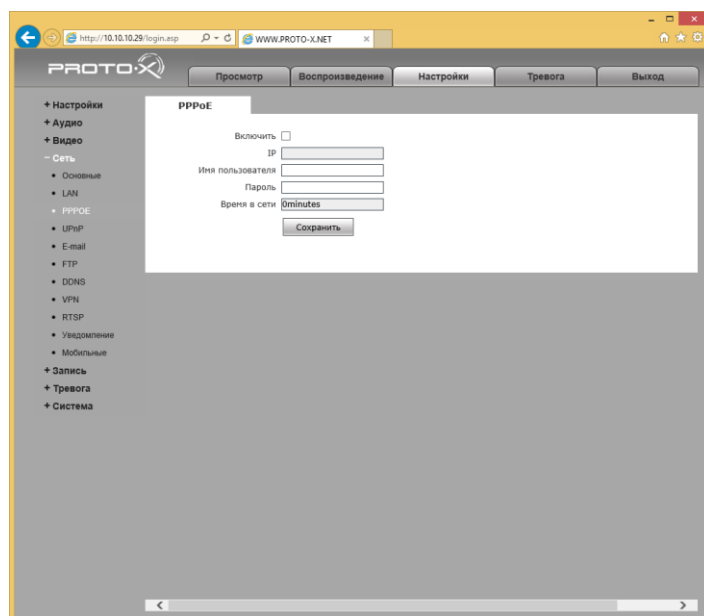 http://10.10.10.29/login.asp
WWW.PROTO-X.NET
PROTO-X
Просмотр
Воспроизведение
Настройки
Тревога
Выход
+ Настройки
+ Аудио
+ Видео
− Сеть
• Основные
• LAN
• PPPOE
• UPnP
• E-mail
• FTP
• DDNS
• VPN
• RTSP
• Уведомление
• Мобильные
+ Запись
+ Тревога
+ Система
PPPoE
Включить
IP
Имя пользователя
Пароль
Время в сети 0minutes
Сохранить